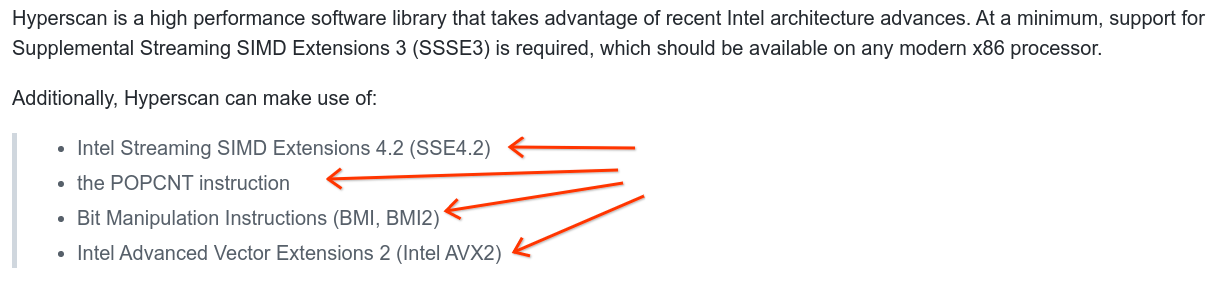 Hyperscan is a high performance software library that takes advantage of recent Intel architecture advances. At a minimum, support for
Supplemental Streaming SIMD Extensions 3 (SSSE3) is required, which should be available on any modern x86 processor.
Additionally, Hyperscan can make use of:
• Intel Streaming SIMD Extensions 4.2 (SSE4.2)
• the POPCNT instruction
• Bit Manipulation Instructions (BMI, BMI2)
• Intel Advanced Vector Extensions 2 (Intel AVX2)